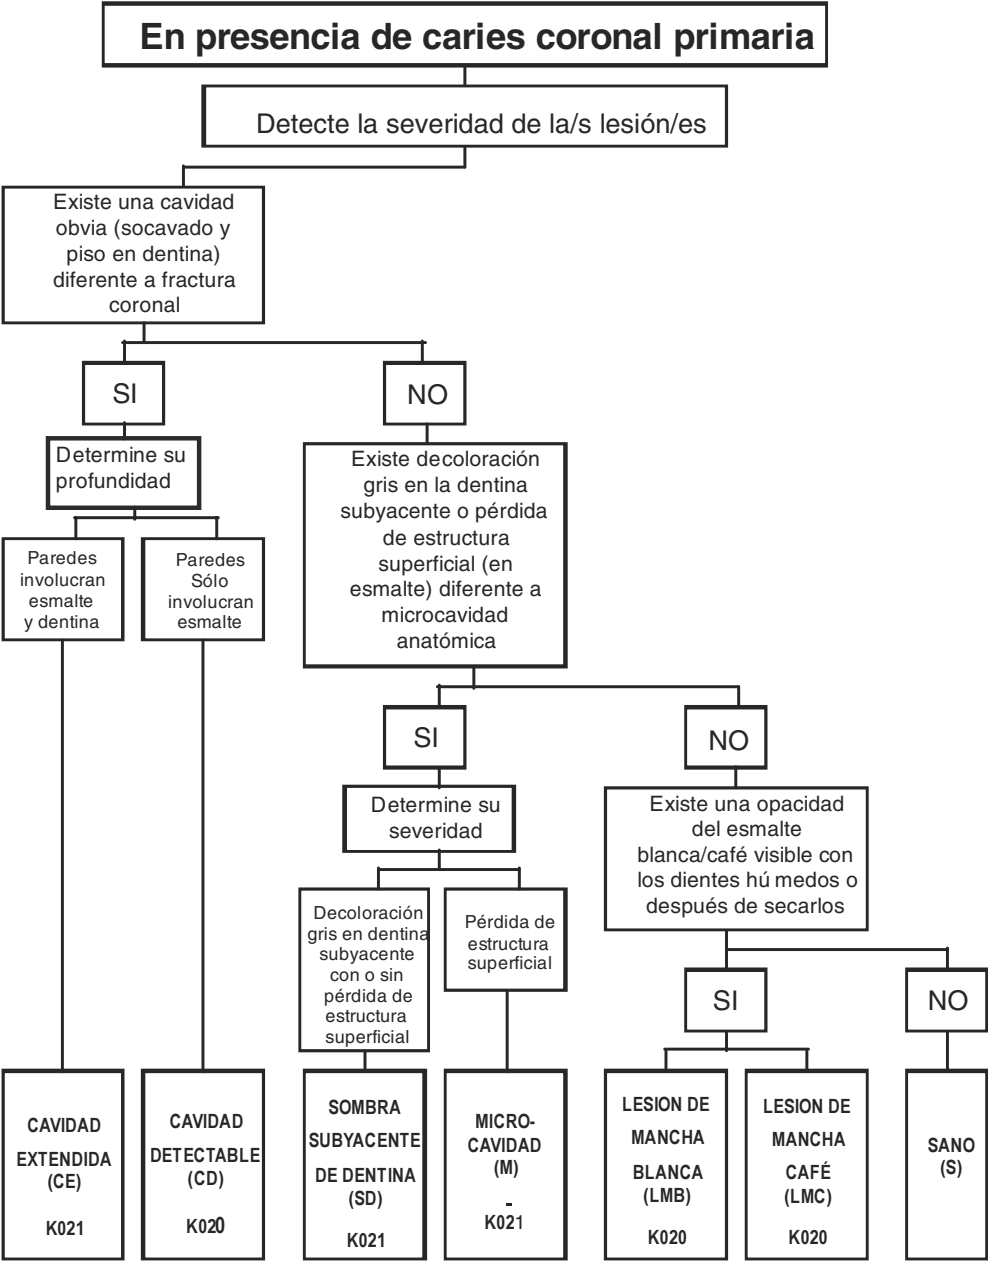 En presencia de caries coronal primaria
Detecte la severidad de la/s lesión/es
Existe una cavidad
obvia (socavado y
piso en dentina)
diferente a fractura
coronal
SI
NO
Determine su
profundidad
Paredes
involucran
esmalte
y dentina
Paredes
Sólo
involucran
esmalte
Existe decoloración
gris en la dentina
subyacente o pérdida
de estructura
superficial (en
esmalte) diferente a
microcavidad
anatómica
SI
NO
Determine su
severidad
Decoloración
gris en dentina
subyacente
con o sin
pérdida de
estructura
superficial
Pérdida de
estructura
superficial
Existe una opacidad
del esmalte
blanca/café visible con
los dientes hú medos o
después de secarlos
SI
NO
CAVIDAD
EXTENDIDA
(CE)
K021
CAVIDAD
DETECTABLE
(CD)
K020
SOMBRA
SUBYACENTE
DE DENTINA
(SD)
K021
MICRO-
CAVIDAD
(M)
-
K021
LESION DE
MANCHA
BLANCA
(LMB)
K020
LESION DE
MANCHA
CAFÉ
(LMC)
K020
SANO
(S)